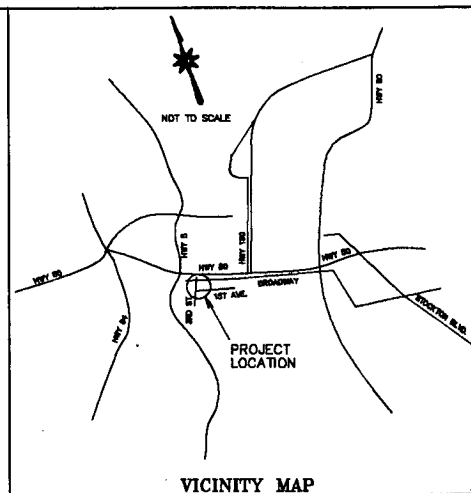 NOT TO SCALE
HWY 80
HWY 5
HWY 160
HWY 80
HWY 80
HWY 50
BROADWAY
1ST AVE.
3RD ST.
HWY 84
STOCKTON BLVD.
PROJECT
LOCATION
VICINITY MAP